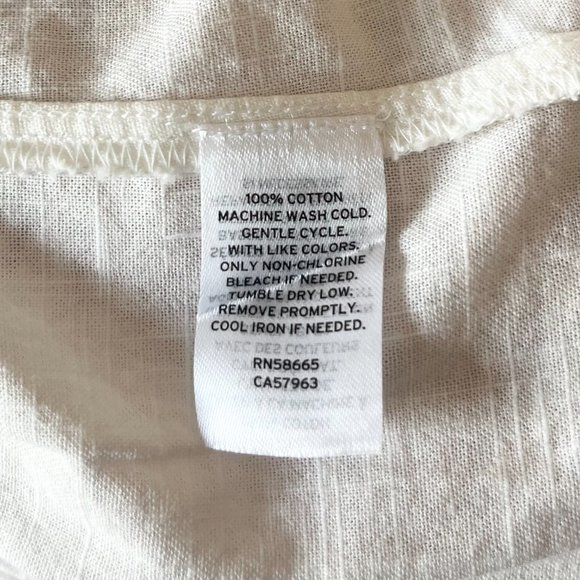 100% COTTON
MACHINE WASH COLD.
GENTLE CYCLE.
WITH LIKE COLORS.
ONLY NON-CHLORINE
BLEACH IF NEEDED.
TUMBLE DRY LOW.
REMOVE PROMPTLY.
COOL IRON IF NEEDED.
RN58665
CA57963